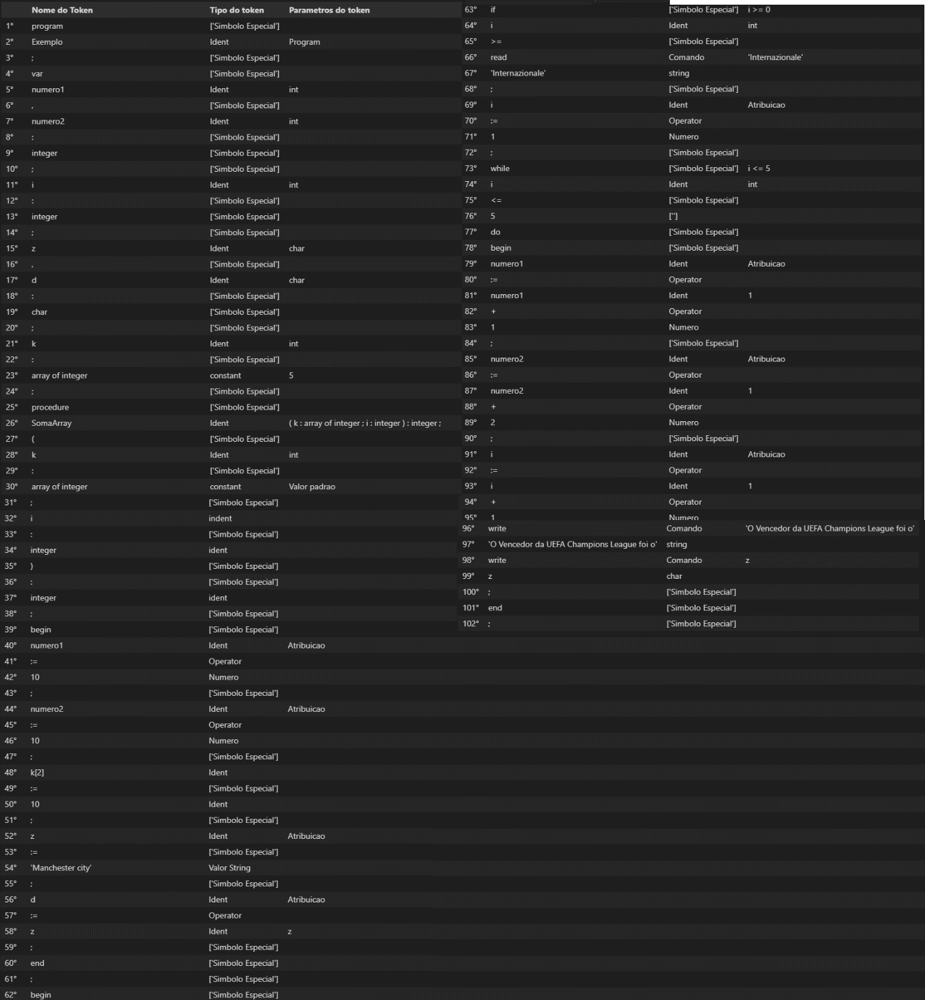 Nome do Token Tipo do token Parametros do token
1° program ['Simbolo Especial']
2° Exemplo Ident Program
3° ; ['Simbolo Especial']
4° var ['Simbolo Especial']
5° numero1 Ident int
6° , ['Simbolo Especial']
7° numero2 Ident int
8° : ['Simbolo Especial']
9° integer ['Simbolo Especial']
10° ; ['Simbolo Especial']
11° i Ident int
12° : ['Simbolo Especial']
13° integer ['Simbolo Especial']
14° ; ['Simbolo Especial']
15° z Ident char
16° , ['Simbolo Especial']
17° d Ident char
18° : ['Simbolo Especial']
19° char ['Simbolo Especial']
20° ; ['Simbolo Especial']
21° k Ident int
22° : ['Simbolo Especial']
23° array of integer constant 5
24° ; ['Simbolo Especial']
25° procedure ['Simbolo Especial']
26° SomaArray Ident ( k : array of integer ; i : integer ) : integer ;
27° ( ['Simbolo Especial']
28° k Ident int
29° : ['Simbolo Especial']
30° array of integer constant Valor padrao
31° ; ['Simbolo Especial']
32° i indent
33° : ['Simbolo Especial']
34° integer ident
35° ) ['Simbolo Especial']
36° : ['Simbolo Especial']
37° integer ident
38° ; ['Simbolo Especial']
39° begin ['Simbolo Especial']
40° numero1 Ident Atribuicao
41° := Operator
42° 10 Numero
43° ; ['Simbolo Especial']
44° numero2 Ident Atribuicao
45° := Operator
46° 10 Numero
47° ; ['Simbolo Especial']
48° k[2] Ident
49° := ['Simbolo Especial']
50° 10 Ident
51° ; ['Simbolo Especial']
52° z Ident Atribuicao
53° := ['Simbolo Especial']
54° 'Manchester city' Valor String
55° ; ['Simbolo Especial']
56° d Ident Atribuicao
57° := Operator
58° z Ident z
59° ; ['Simbolo Especial']
60° end ['Simbolo Especial']
61° ; ['Simbolo Especial']
62° begin ['Simbolo Especial']
63° if ['Simbolo Especial'] i >= 0
64° i Ident int
65° >= ['Simbolo Especial']
66° read Comando 'Internazionale'
67° 'Internazionale' string
68° ; ['Simbolo Especial']
69° i Ident Atribuicao
70° := Operator
71° 1 Numero
72° ; ['Simbolo Especial']
73° while ['Simbolo Especial'] i <= 5
74° i Ident int
75° <= ['Simbolo Especial']
76° 5 ['']
77° do ['Simbolo Especial']
78° begin ['Simbolo Especial']
79° numero1 Ident Atribuicao
80° := Operator
81° numero1 Ident 1
82° + Operator
83° 1 Numero
84° ; ['Simbolo Especial']
85° numero2 Ident Atribuicao
86° := Operator
87° numero2 Ident 1
88° + Operator
89° 2 Numero
90° ; ['Simbolo Especial']
91° i Ident Atribuicao
92° := Operator
93° i Ident 1
94° + Operator
95° 1 Numero
96° write Comando 'O Vencedor da UEFA Champions League foi o'
97° 'O Vencedor da UEFA Champions League foi o' string
98° write Comando z
99° z char
100° ; ['Simbolo Especial']
101° end ['Simbolo Especial']
102° ; ['Simbolo Especial']